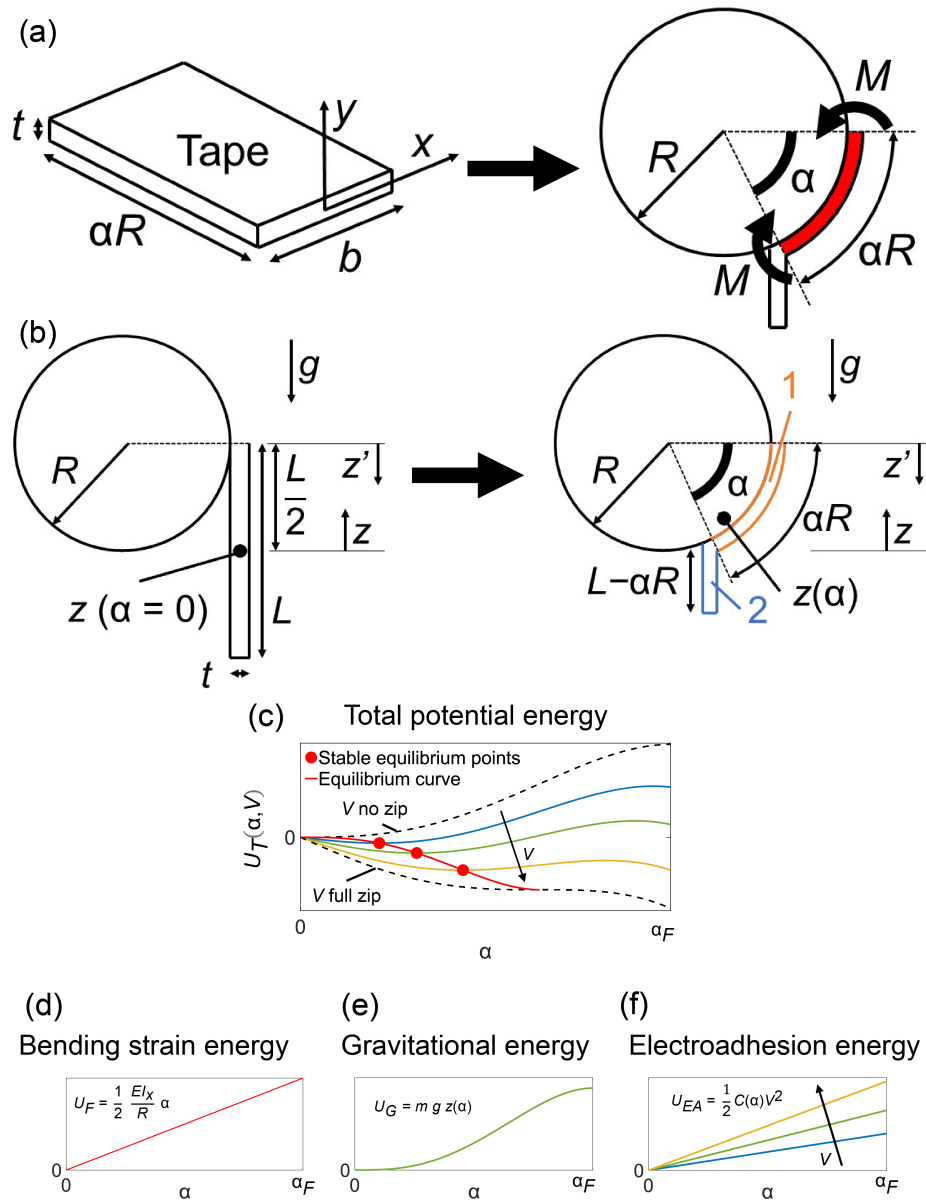 (a)
t
Tape
y
x
αR
b
R
α
M
M
αR
(b)
R
g
L
2
z’
z
z (α = 0)
L
t
R
α
1
g
z’
αR
z
L−αR
2
z(α)
(c) Total potential energy
Stable equilibrium points
Equilibrium curve
V no zip
V full zip
V
U_T(α,V)
0
0
α
α_F
(d)
Bending strain energy
U_F = 1/2 EI_x/R α
0
0
α
α_F
(e)
Gravitational energy
U_G = m g z(α)
0
0
α
α_F
(f)
Electroadhesion energy
U_EA = 1/2 C(α)V²
V
0
0
α
α_F